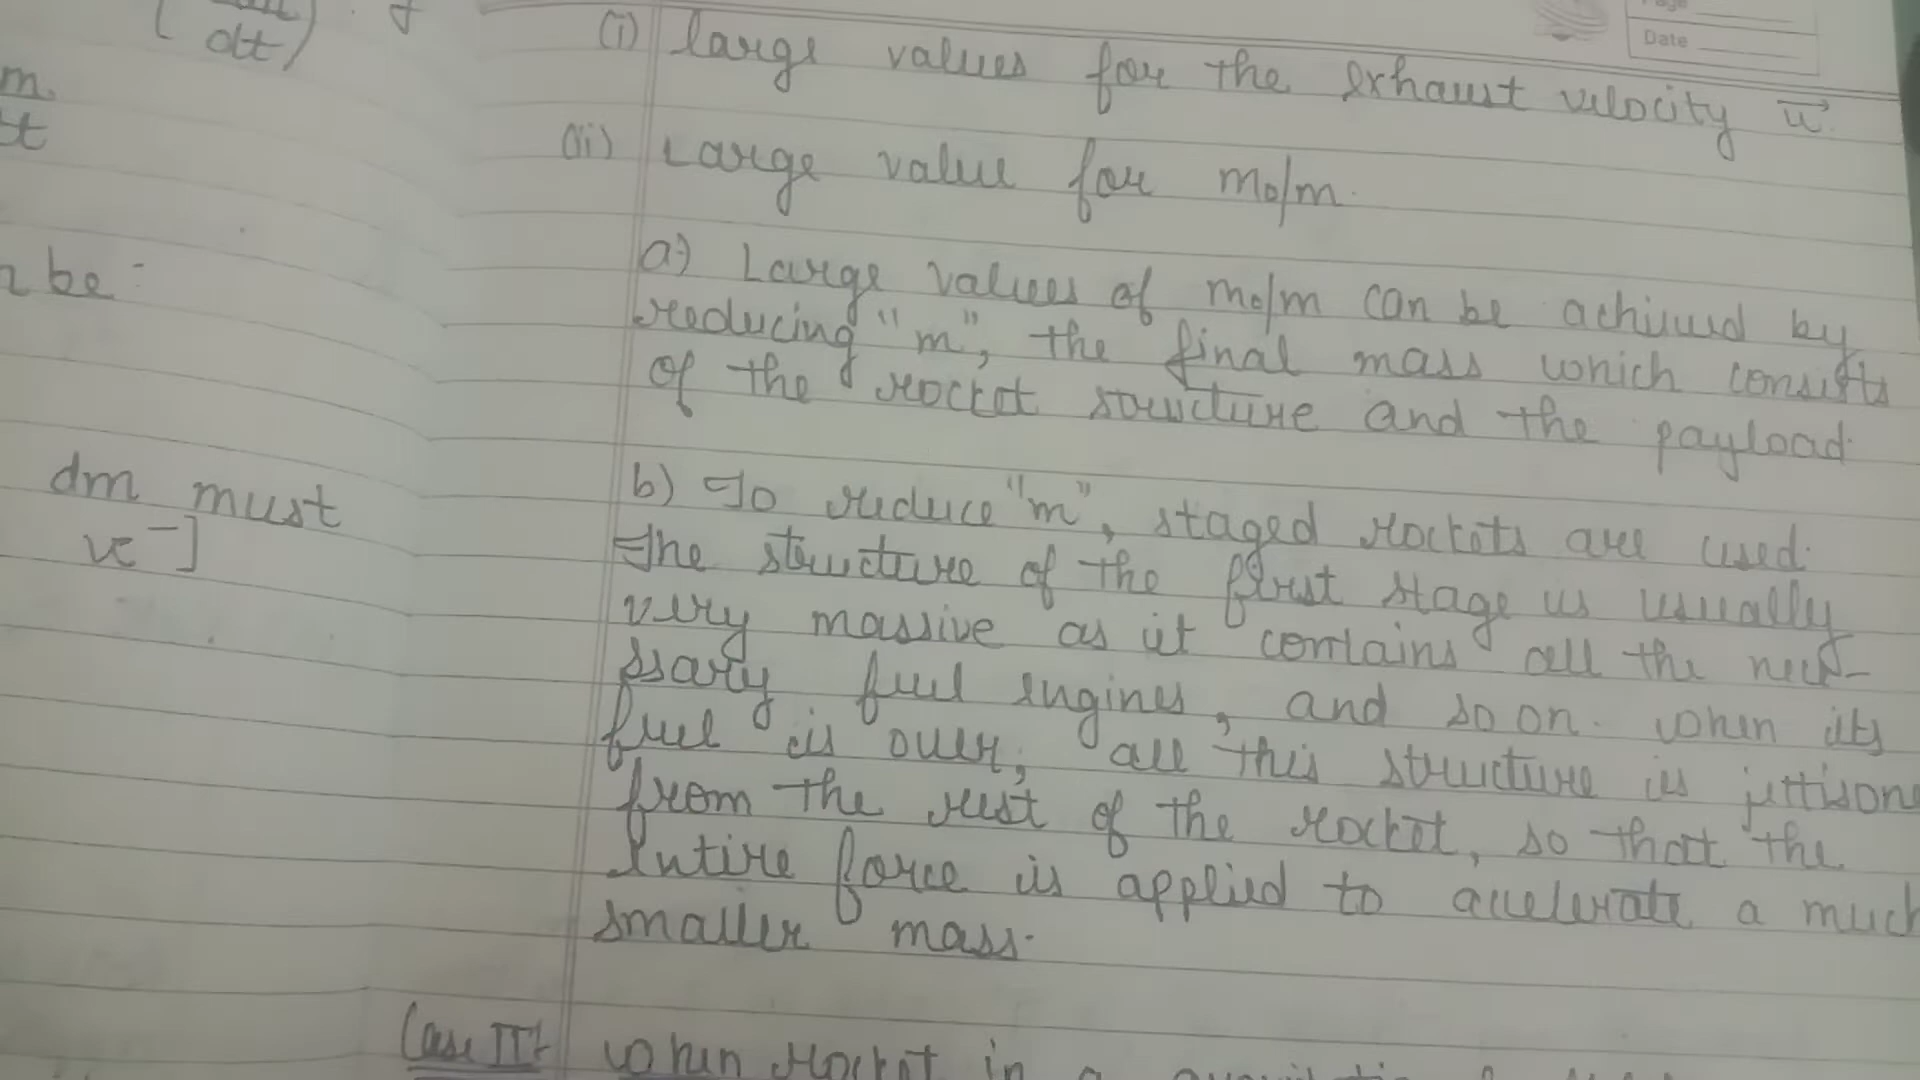 dt
Date
m.
t
be :
dm must
ve ]
(i) large values for the exhaust velocity u.
(ii) Large value for mo/m.
a) Large values of mo/m can be achieved by
reducing "m", the final mass which consists
of the rocket structure and the payload.
b) To reduce "m", staged rockets are used.
The structure of the first stage is usually
very massive as it contains all the nece-
ssary fuel engines, and so on. when its
fuel is over, all this structure is jettisone
from the rest of the rocket, so that the
entire force is applied to accelerate a much
smaller mass.
Case III when rocket in a